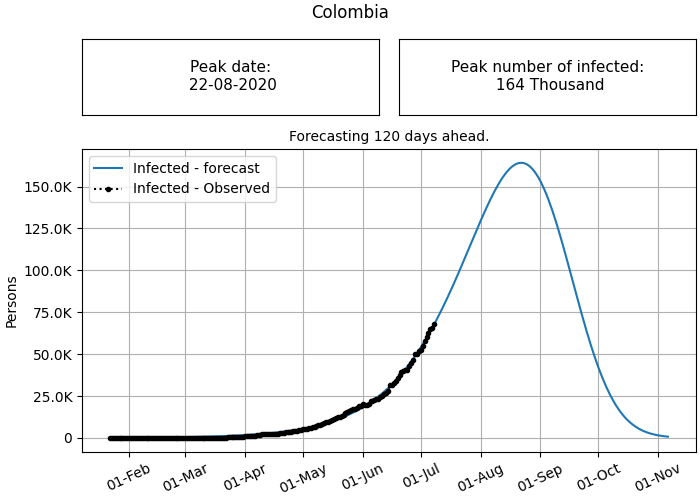 Colombia
Peak date:
22-08-2020
Peak number of infected:
164 Thousand
Forecasting 120 days ahead.
Infected - forecast
Infected - Observed
150.0K
125.0K
100.0K
75.0K
50.0K
25.0K
0
Persons
01-Feb
01-Mar
01-Apr
01-May
01-Jun
01-Jul
01-Aug
01-Sep
01-Oct
01-Nov